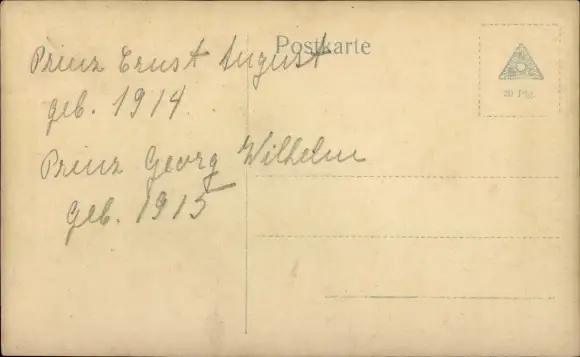 Postkarte
Prinz Ernst August
geb. 1914
Prinz Georg Wilhelm
geb. 1915
20 Pfg.